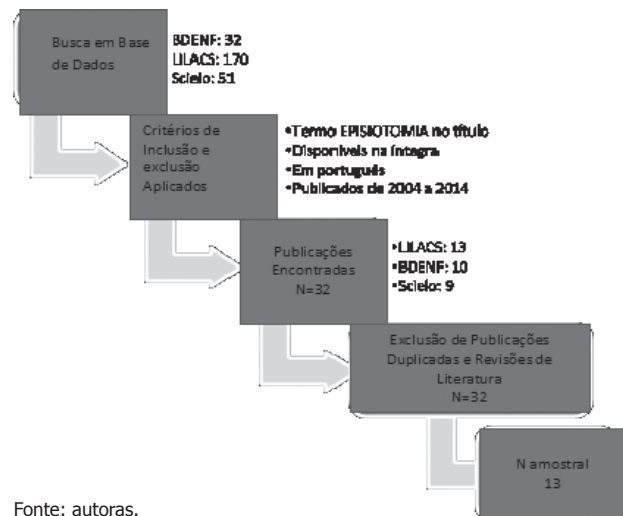 Busca em Base
de Dados
BDENF: 32
LILACS: 170
Scielo: 51
Critérios de
Inclusão e
exclusão
Aplicados
•Termo EPISIOTOMIA no título
•Disponíveis na íntegra
•Em português
•Publicados de 2004 a 2014
Publicações
Encontradas
N=32
•LILACS: 13
•BDENF: 10
•Scielo: 9
Exclusão de Publicações
Duplicadas e Revisões de
Literatura
N=32
N amostral
13
Fonte: autoras.